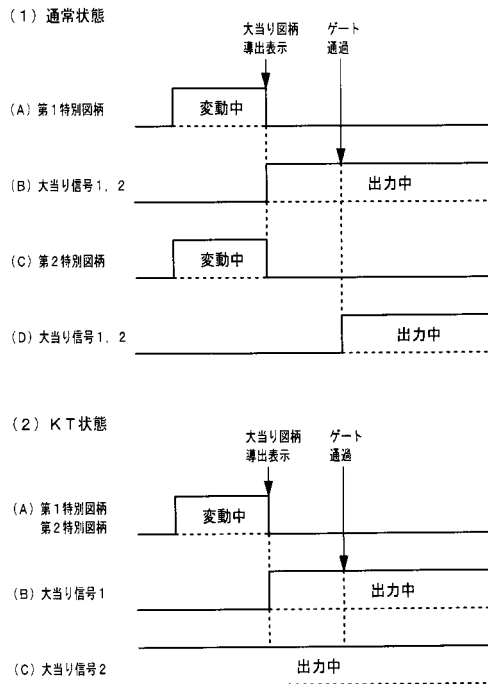 (1) 通常状態
大当り図柄 ゲート
導出表示 通過
(A) 第1特別図柄 変動中
(B) 大当り信号1, 2 出力中
(C) 第2特別図柄 変動中
(D) 大当り信号1, 2 出力中
(2) KT状態
大当り図柄 ゲート
導出表示 通過
(A) 第1特別図柄 変動中
第2特別図柄
(B) 大当り信号1 出力中
(C) 大当り信号2 出力中